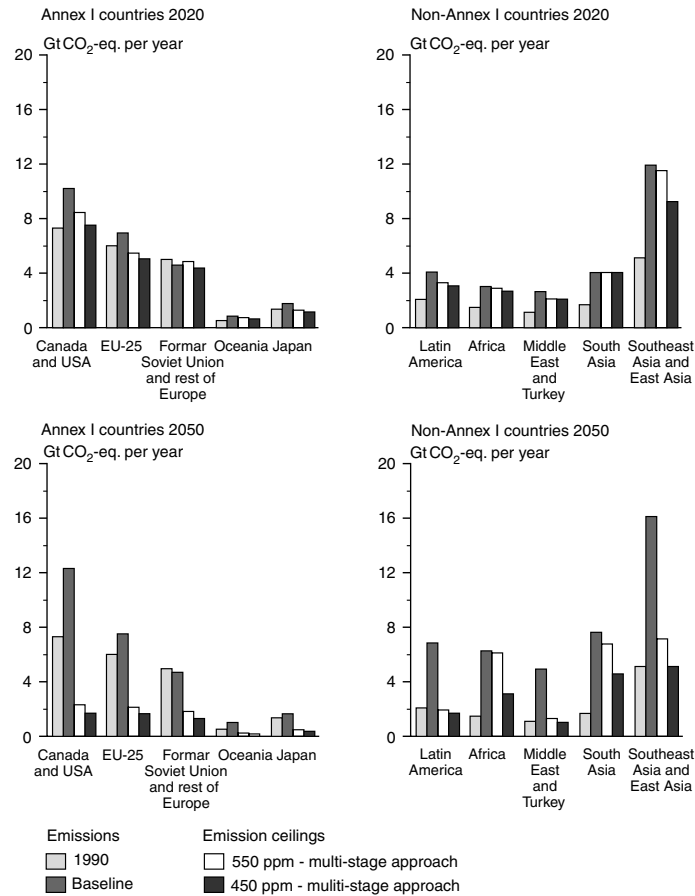 Annex I countries 2020
Gt CO2-eq. per year
20
16
12
8
4
0
Canada and USA
EU-25
Formar Soviet Union and rest of Europe
Oceania
Japan
Non-Annex I countries 2020
Gt CO2-eq. per year
20
16
12
8
4
0
Latin America
Africa
Middle East and Turkey
South Asia
Southeast Asia and East Asia
Annex I countries 2050
Gt CO2-eq. per year
20
16
12
8
4
0
Canada and USA
EU-25
Formar Soviet Union and rest of Europe
Oceania
Japan
Non-Annex I countries 2050
Gt CO2-eq. per year
20
16
12
8
4
0
Latin America
Africa
Middle East and Turkey
South Asia
Southeast Asia and East Asia
Emissions
1990
Baseline
Emission ceilings
550 ppm - multi-stage approach
450 ppm - muliti-stage approach